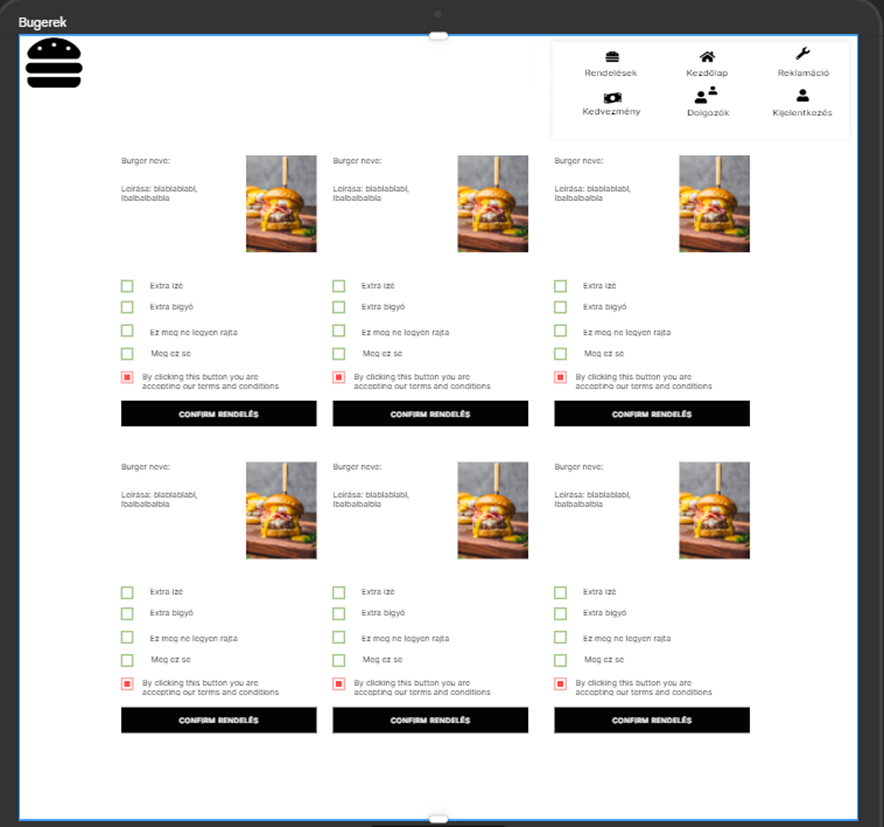 Bugerek
Rendelések Kezdőlap Reklamáció
Kedvezmény Dolgozók Kijelentkezés
Burger neve: Burger neve: Burger neve:
Leírása: blablablabl, Leírása: blablablabl, Leírása: blablablabl,
lbalbalbalbla lbalbalbalbla lbalbalbalbla
Extra izé Extra izé Extra izé
Extra bigyó Extra bigyó Extra bigyó
Ez meg ne legyen rajta Ez meg ne legyen rajta Ez meg ne legyen rajta
Meg ez se Meg ez se Meg ez se
By clicking this button you are By clicking this button you are By clicking this button you are
accepting our terms and conditions accepting our terms and conditions accepting our terms and conditions
CONFIRM RENDELÉS CONFIRM RENDELÉS CONFIRM RENDELÉS
Burger neve: Burger neve: Burger neve:
Leírása: blablablabl, Leírása: blablablabl, Leírása: blablablabl,
lbalbalbalbla lbalbalbalbla lbalbalbalbla
Extra izé Extra izé Extra izé
Extra bigyó Extra bigyó Extra bigyó
Ez meg ne legyen rajta Ez meg ne legyen rajta Ez meg ne legyen rajta
Meg ez se Meg ez se Meg ez se
By clicking this button you are By clicking this button you are By clicking this button you are
accepting our terms and conditions accepting our terms and conditions accepting our terms and conditions
CONFIRM RENDELÉS CONFIRM RENDELÉS CONFIRM RENDELÉS